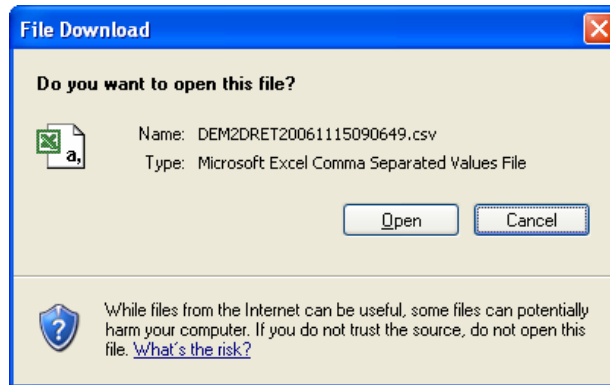 File Download
Do you want to open this file?
a,
Name: DEM2DRET20061115090649.csv
Type: Microsoft Excel Comma Separated Values File
Open Cancel
While files from the Internet can be useful, some files can potentially
harm your computer. If you do not trust the source, do not open this
file. What's the risk?